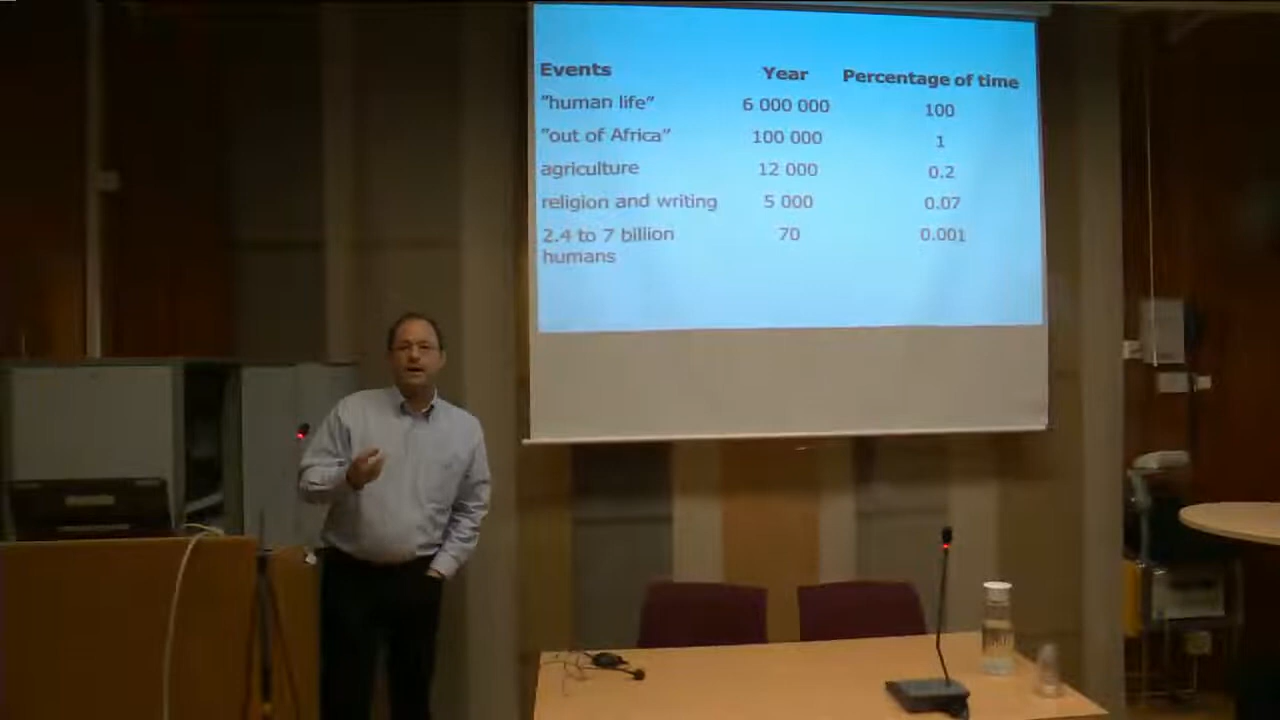 Events Year Percentage of time
"human life" 6 000 000 100
"out of Africa" 100 000 1
agriculture 12 000 0.2
religion and writing 5 000 0.07
2.4 to 7 billion 70 0.001
humans